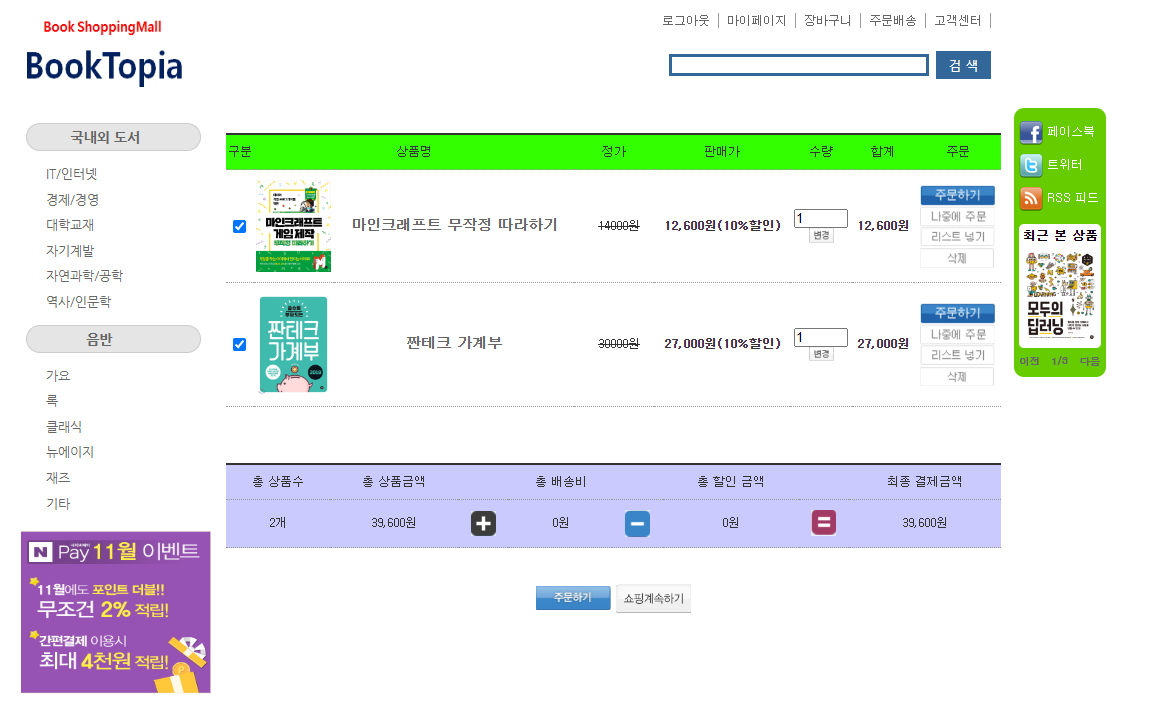 Book ShoppingMall
BookTopia
로그아웃 | 마이페이지 | 장바구니 | 주문배송 | 고객센터 |
검 색
국내외 도서
IT/인터넷
경제/경영
대학교재
자기계발
자연과학/공학
역사/인문학
음반
가요
록
클래식
뉴에이지
재즈
기타
N Pay 11월 이벤트
11월에도 포인트 더블!!
무조건 2% 적립!
간편결제 이용시
최대 4천원 적립!
P
구분 상품명 정가 판매가 수량 합계 주문
마인크래프트
게임 제작
무작정 따라하기
마인크래프트 무작정 따라하기 14000원 12,600원(10%할인) 1 12,600원
변경
주문하기
나중에 주문
리스트 넣기
삭제
짠테크
가계부
2018
짠테크 가계부 30000원 27,000원(10%할인) 1 27,000원
변경
주문하기
나중에 주문
리스트 넣기
삭제
총 상품수 총 상품금액 총 배송비 총 할인 금액 최종 결제금액
2개 39,600원 + 0원 − 0원 = 39,600원
주문하기 쇼핑계속하기
페이스북
트위터
RSS 피드
최근 본 상품
모두의
딥러닝
이전 1/3 다음